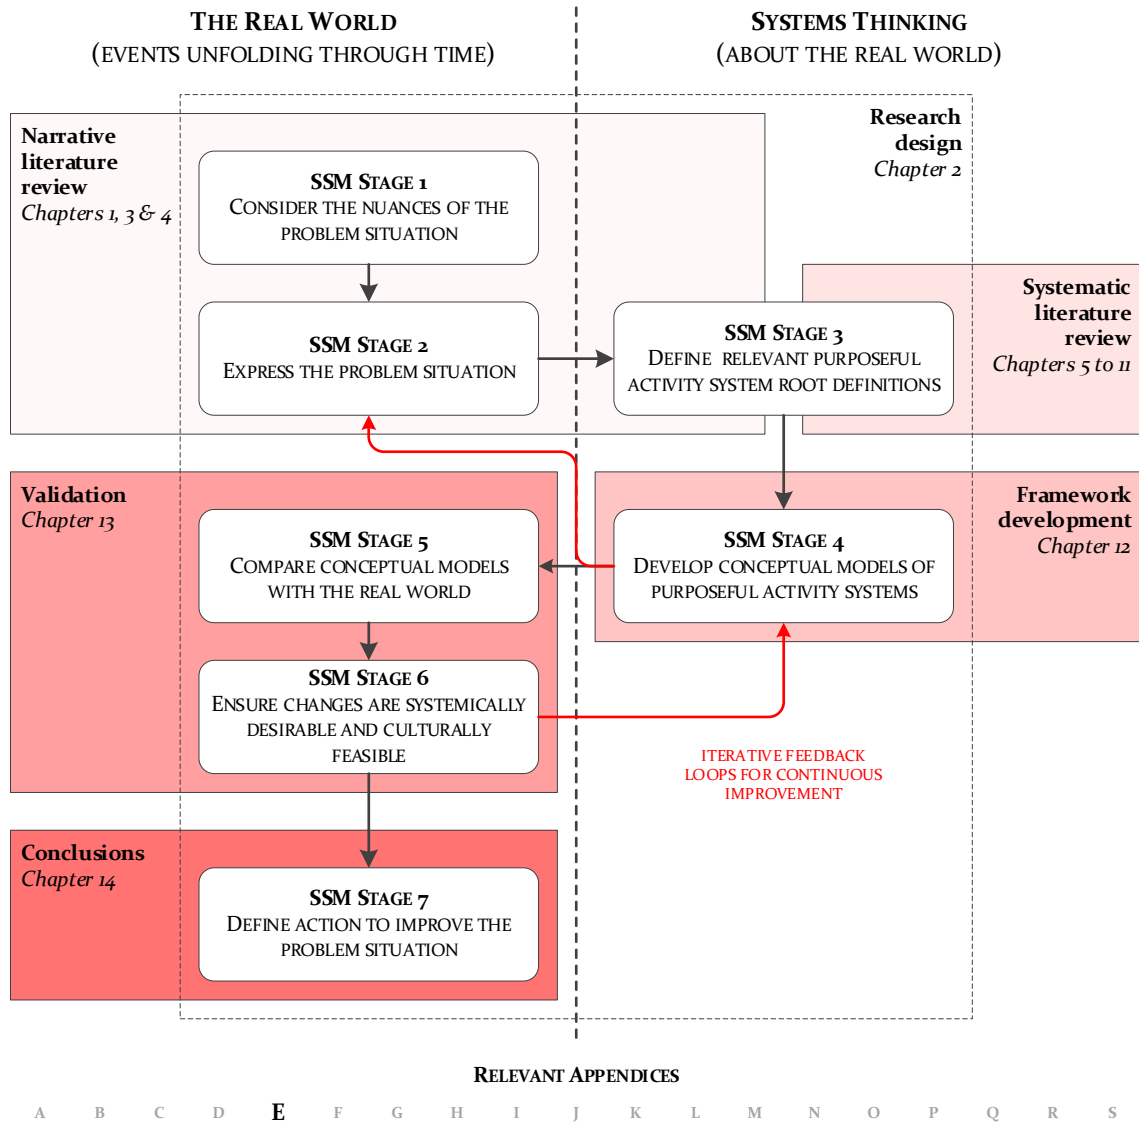 THE REAL WORLD
(EVENTS UNFOLDING THROUGH TIME)
SYSTEMS THINKING
(ABOUT THE REAL WORLD)
Narrative
literature
review
Chapters 1, 3 & 4
Research
design
Chapter 2
SSM STAGE 1
CONSIDER THE NUANCES OF THE
PROBLEM SITUATION
SSM STAGE 2
EXPRESS THE PROBLEM SITUATION
SSM STAGE 3
DEFINE RELEVANT PURPOSEFUL
ACTIVITY SYSTEM ROOT DEFINITIONS
Systematic
literature
review
Chapters 5 to 11
Validation
Chapter 13
SSM STAGE 5
COMPARE CONCEPTUAL MODELS
WITH THE REAL WORLD
SSM STAGE 4
DEVELOP CONCEPTUAL MODELS OF
PURPOSEFUL ACTIVITY SYSTEMS
Framework
development
Chapter 12
SSM STAGE 6
ENSURE CHANGES ARE SYSTEMICALLY
DESIRABLE AND CULTURALLY
FEASIBLE
ITERATIVE FEEDBACK
LOOPS FOR CONTINUOUS
IMPROVEMENT
Conclusions
Chapter 14
SSM STAGE 7
DEFINE ACTION TO IMPROVE THE
PROBLEM SITUATION
RELEVANT APPENDICES
A B C D E F G H I J K L M N O P Q R S